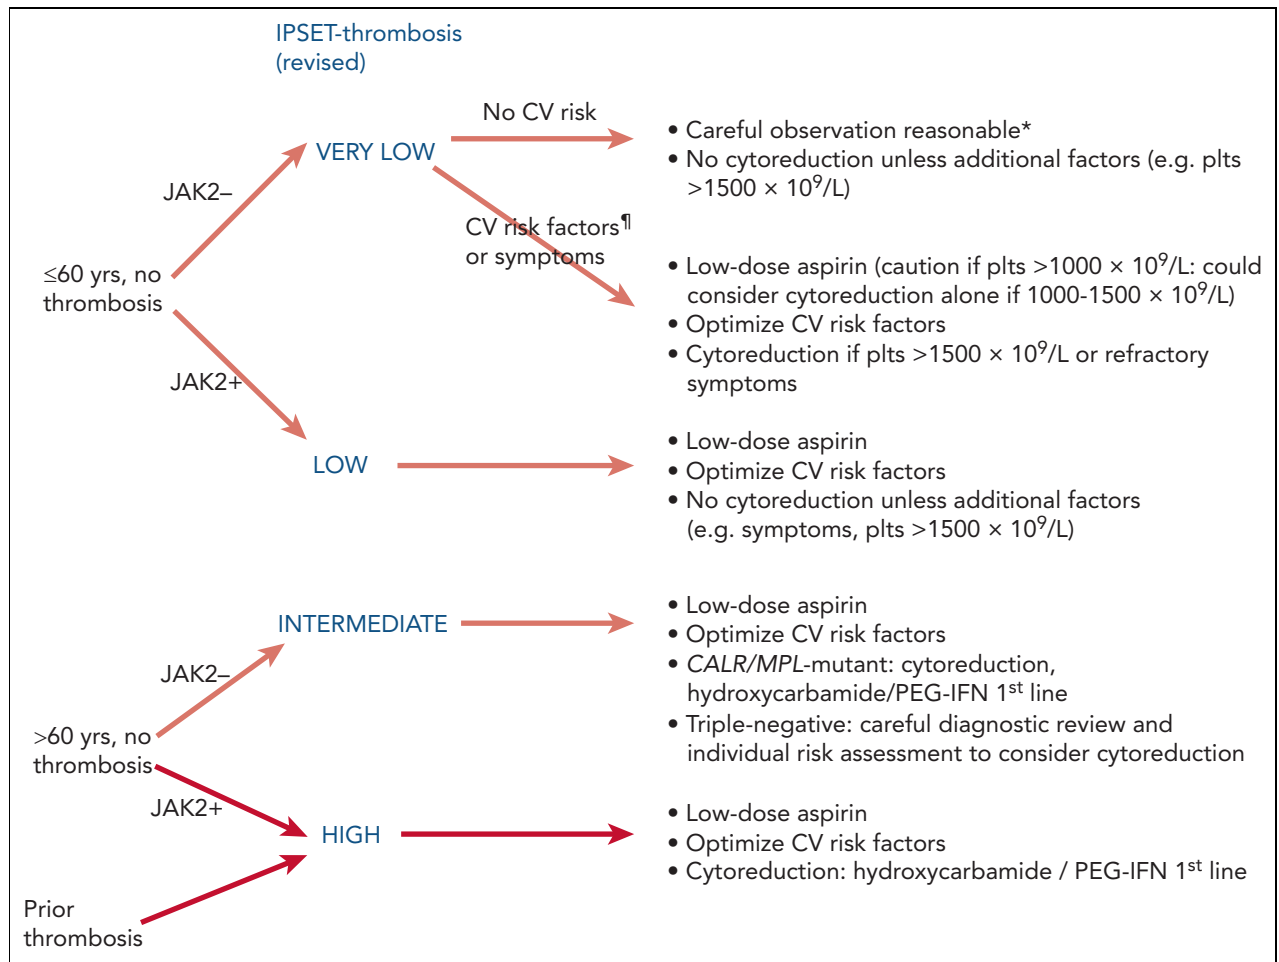 IPSET-thrombosis
(revised)
No CV risk
VERY LOW
JAK2–
CV risk factors¶
or symptoms
≤60 yrs, no
thrombosis
JAK2+
LOW
• Careful observation reasonable*
• No cytoreduction unless additional factors (e.g. plts
>1500 × 10⁹/L)
• Low-dose aspirin (caution if plts >1000 × 10⁹/L: could
consider cytoreduction alone if 1000-1500 × 10⁹/L)
• Optimize CV risk factors
• Cytoreduction if plts >1500 × 10⁹/L or refractory
symptoms
• Low-dose aspirin
• Optimize CV risk factors
• No cytoreduction unless additional factors
(e.g. symptoms, plts >1500 × 10⁹/L)
INTERMEDIATE
JAK2–
>60 yrs, no
thrombosis
JAK2+
HIGH
Prior
thrombosis
• Low-dose aspirin
• Optimize CV risk factors
• CALR/MPL-mutant: cytoreduction,
hydroxycarbamide/PEG-IFN 1st line
• Triple-negative: careful diagnostic review and
individual risk assessment to consider cytoreduction
• Low-dose aspirin
• Optimize CV risk factors
• Cytoreduction: hydroxycarbamide / PEG-IFN 1st line